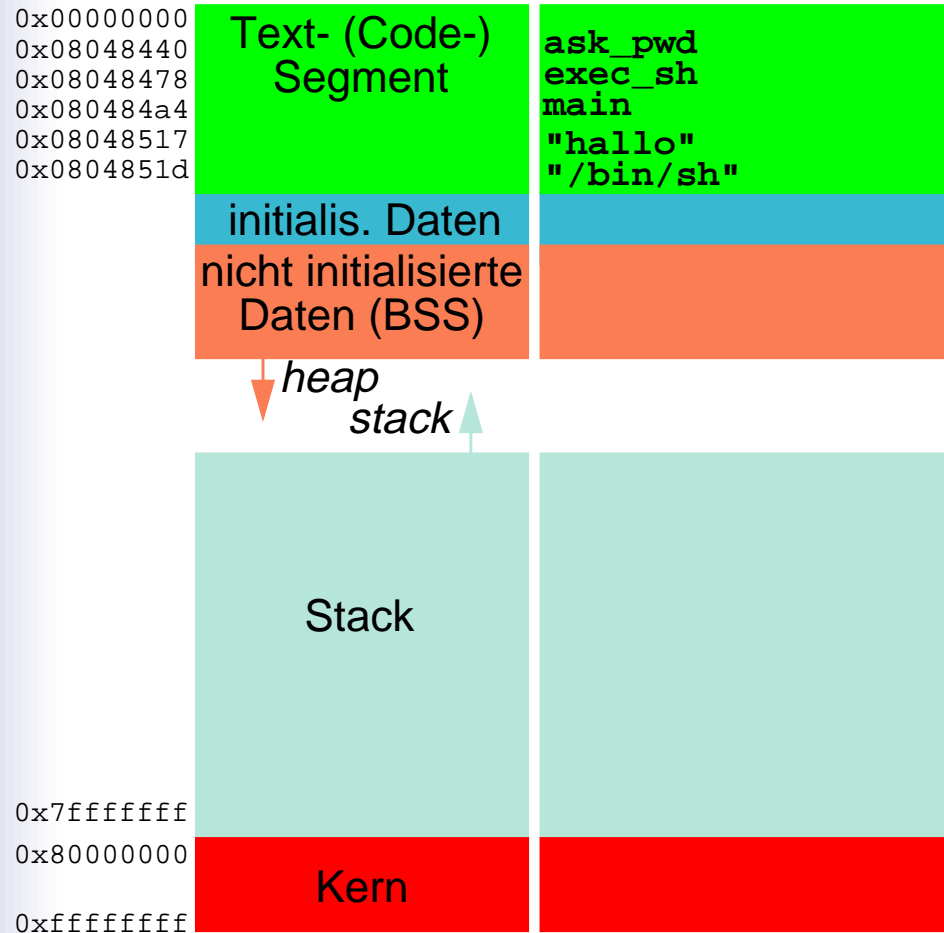 0x00000000
0x08048440
0x08048478
0x080484a4
0x08048517
0x0804851d
Text- (Code-)
Segment
ask_pwd
exec_sh
main
"hallo"
"/bin/sh"
initialis. Daten
nicht initialisierte
Daten (BSS)
heap
stack
Stack
0x7fffffff
0x80000000
Kern
0xffffffff